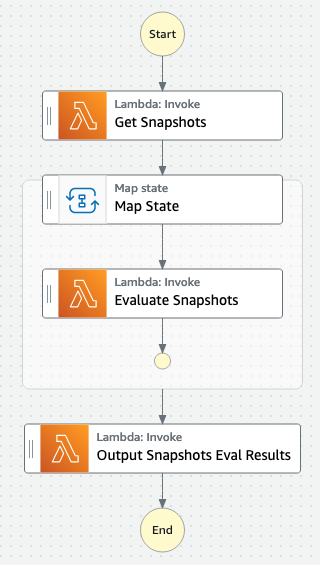 Start
Lambda: Invoke
Get Snapshots
Map state
Map State
Lambda: Invoke
Evaluate Snapshots
Lambda: Invoke
Output Snapshots Eval Results
End